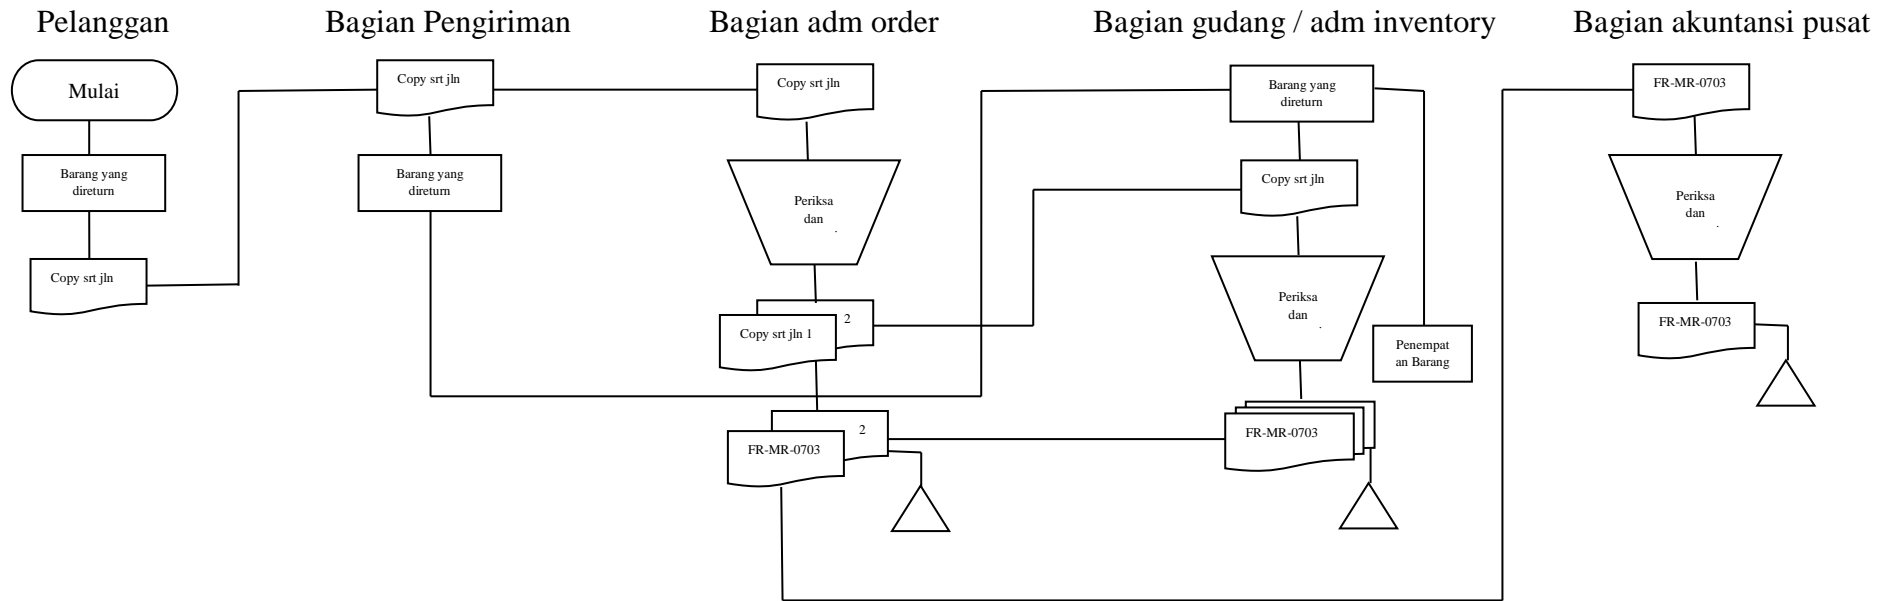 Pelanggan
Bagian Pengiriman
Bagian adm order
Bagian gudang / adm inventory
Bagian akuntansi pusat
Mulai
Barang yang
direturn
Copy srt jln
Copy srt jln
Barang yang
direturn
Copy srt jln
Periksa
dan
2
Copy srt jln 1
2
FR-MR-0703
Barang yang
direturn
Copy srt jln
Periksa
dan
Penempat
an Barang
FR-MR-0703
FR-MR-0703
Periksa
dan
FR-MR-0703